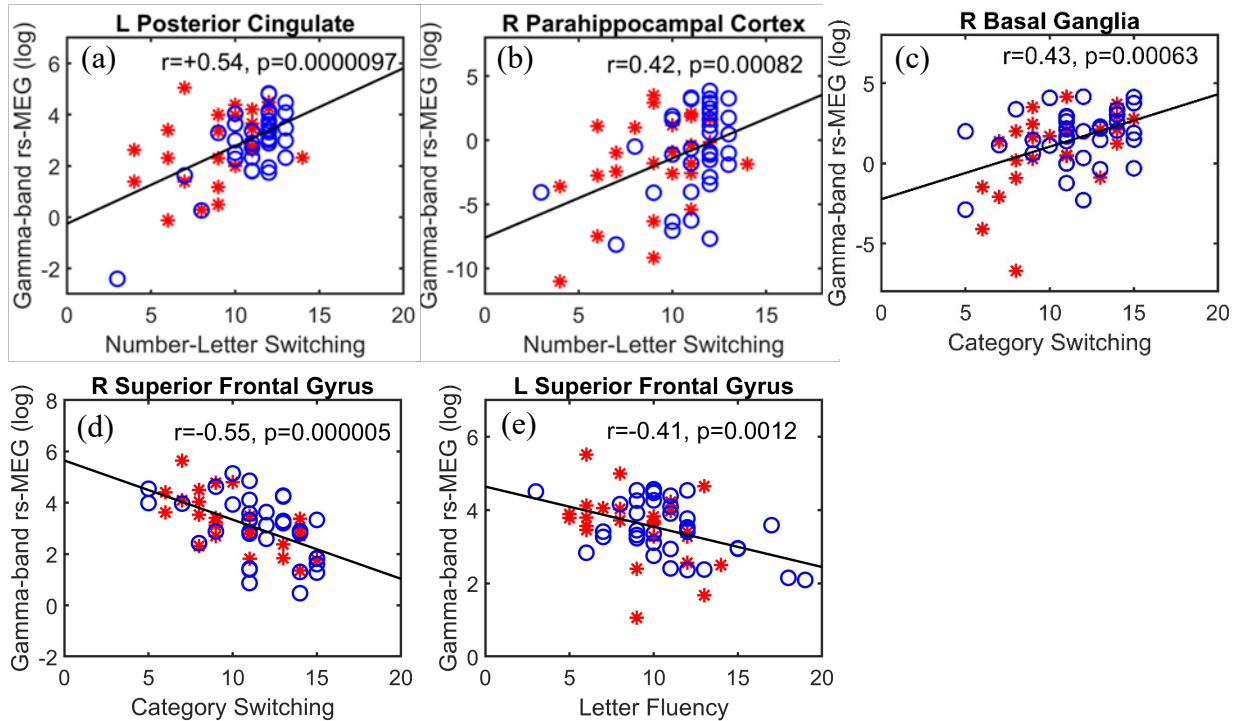 L Posterior Cingulate
(a)
r=+0.54, p=0.0000097
Gamma-band rs-MEG (log)
6
4
2
0
-2
0 5 10 15 20
Number-Letter Switching
R Parahippocampal Cortex
(b)
r=0.42, p=0.00082
Gamma-band rs-MEG (log)
5
0
-5
-10
0 5 10 15
Number-Letter Switching
R Basal Ganglia
(c)
r=0.43, p=0.00063
Gamma-band rs-MEG (log)
5
0
-5
0 5 10 15 20
Category Switching
R Superior Frontal Gyrus
(d)
r=-0.55, p=0.000005
Gamma-band rs-MEG (log)
8
6
4
2
0
-2
0 5 10 15 20
Category Switching
L Superior Frontal Gyrus
(e)
r=-0.41, p=0.0012
Gamma-band rs-MEG (log)
6
4
2
0
0 5 10 15 20
Letter Fluency